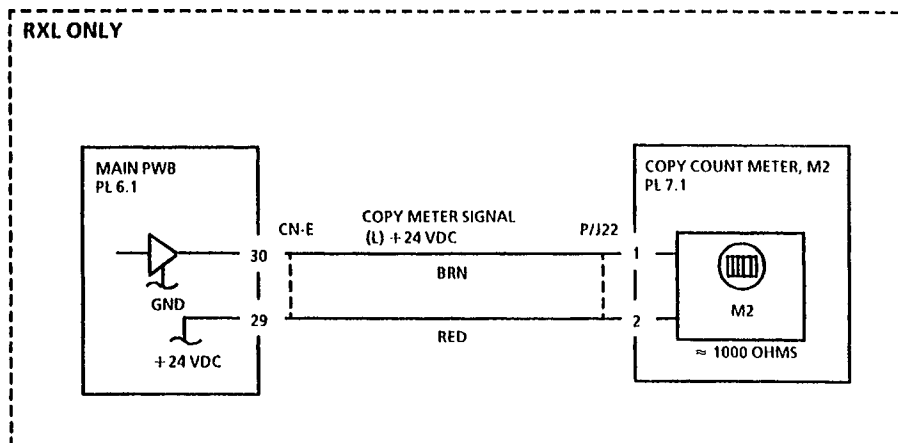 RXL ONLY
MAIN PWB
PL 6.1
COPY COUNT METER, M2
PL 7.1
CN-E
COPY METER SIGNAL
(L) +24 VDC
P/J22
30
1
BRN
GND
M2
29
2
RED
+24 VDC
≈ 1000 OHMS